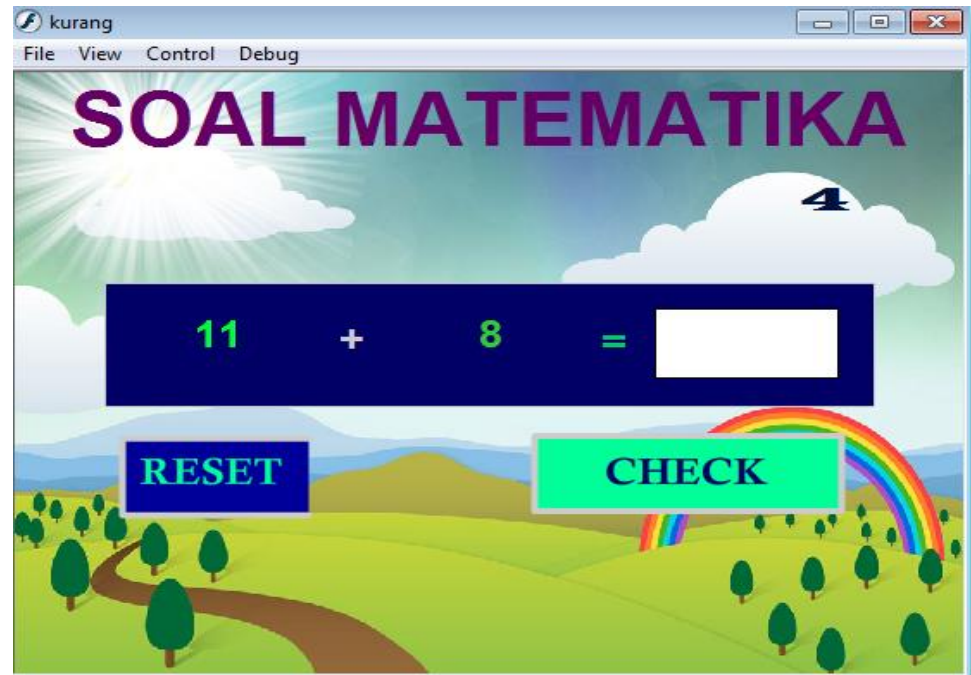 kurang
File View Control Debug
SOAL MATEMATIKA
4
11 + 8 =
RESET CHECK